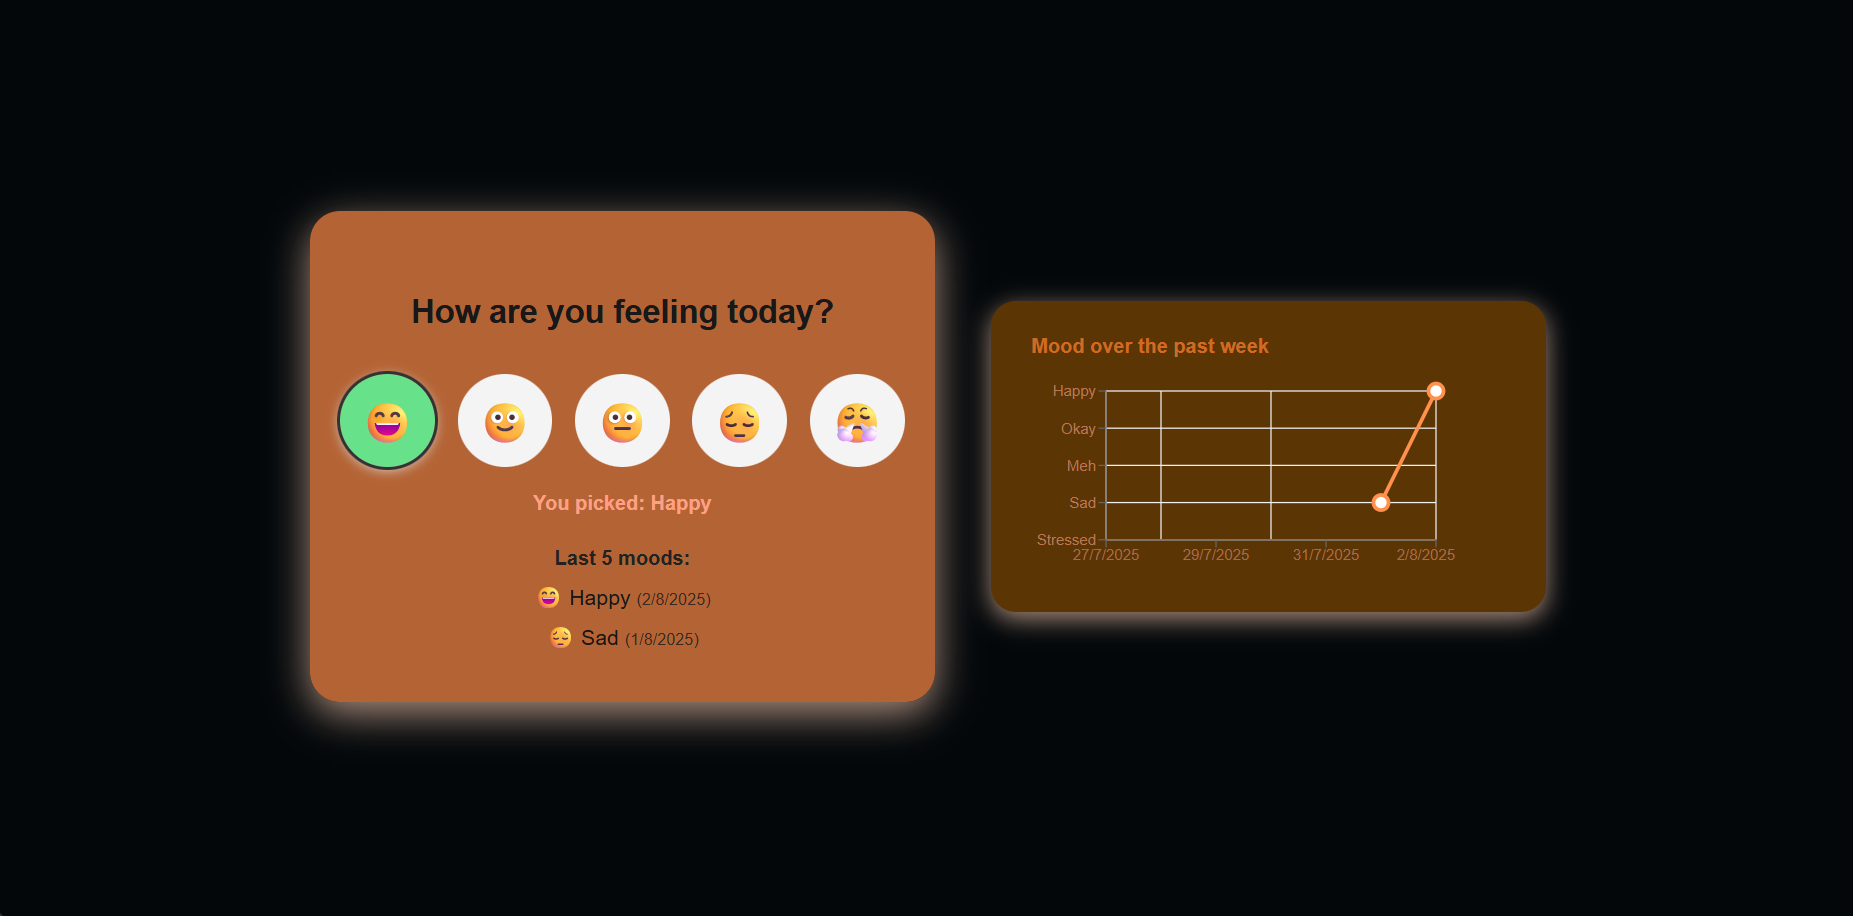 How are you feeling today?
You picked: Happy
Last 5 moods:
😄 Happy (2/8/2025)
😔 Sad (1/8/2025)
Mood over the past week
Happy
Okay
Meh
Sad
Stressed
27/7/2025 29/7/2025 31/7/2025 2/8/2025